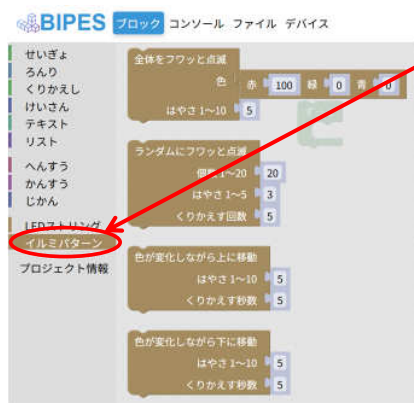 BIPES ブロック コンソール ファイル デバイス
せいぎょ
ろんり
くりかえし
けいさん
テキスト
リスト
へんすう
かんすう
じかん
LEDストリング
イルミパターン
プロジェクト情報
全体をフワッと点滅
色 赤 100 緑 0 青 0
はやさ 1〜10 5
ランダムにフワッと点滅
個数 1〜20 20
はやさ 1〜5 3
くりかえす回数 5
色が変化しながら上に移動
はやさ 1〜10 5
くりかえす秒数 5
色が変化しながら下に移動
はやさ 1〜10 5
くりかえす秒数 5